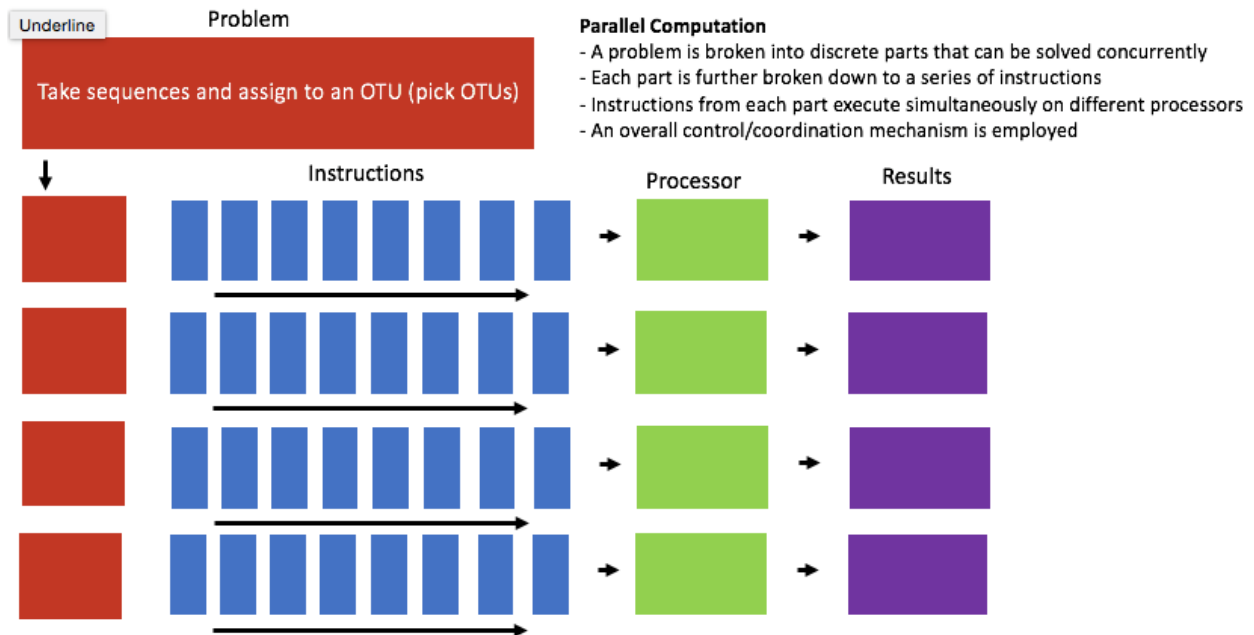 Underline
Problem
Take sequences and assign to an OTU (pick OTUs)
Parallel Computation
- A problem is broken into discrete parts that can be solved concurrently
- Each part is further broken down to a series of instructions
- Instructions from each part execute simultaneously on different processors
- An overall control/coordination mechanism is employed
Instructions
Processor
Results